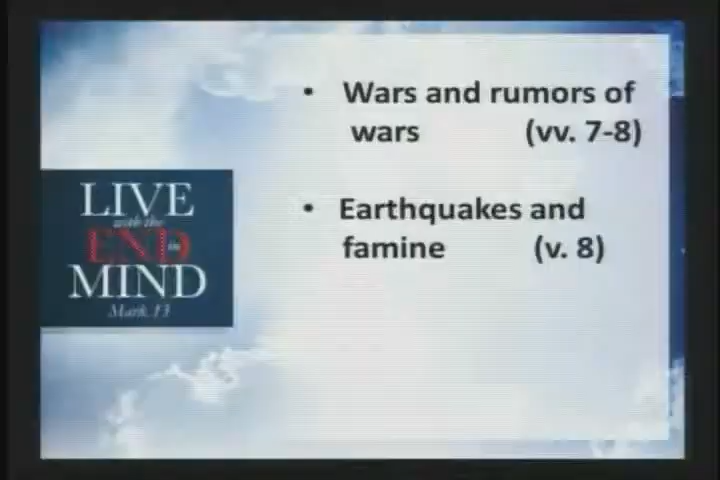 • Wars and rumors of
wars (vv. 7-8)
• Earthquakes and
famine (v. 8)
LIVE
with the
END in
MIND
Mark 13